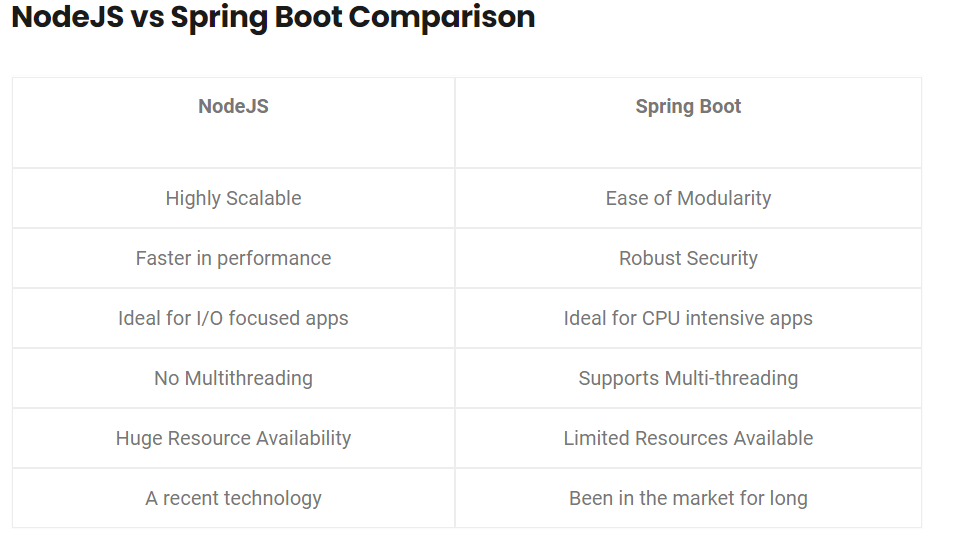 NodeJS vs Spring Boot Comparison
NodeJS Spring Boot
Highly Scalable Ease of Modularity
Faster in performance Robust Security
Ideal for I/O focused apps Ideal for CPU intensive apps
No Multithreading Supports Multi-threading
Huge Resource Availability Limited Resources Available
A recent technology Been in the market for long